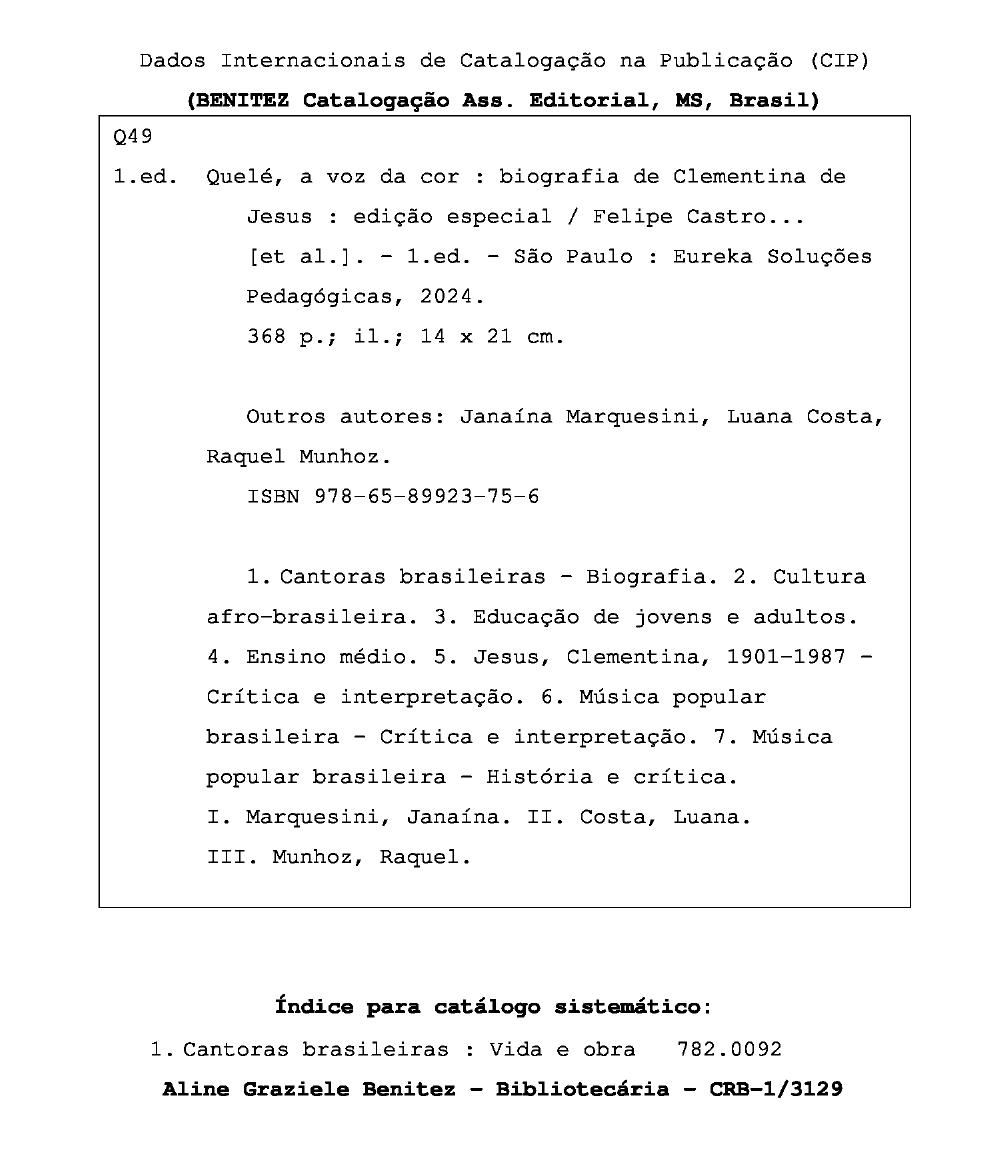 Dados Internacionais de Catalogação na Publicação (CIP)
(BENITEZ Catalogação Ass. Editorial, MS, Brasil)
Q49
1.ed. Quelé, a voz da cor : biografia de Clementina de
Jesus : edição especial / Felipe Castro...
[et al.]. – 1.ed. – São Paulo : Eureka Soluções
Pedagógicas, 2024.
368 p.; il.; 14 x 21 cm.
Outros autores: Janaína Marquesini, Luana Costa,
Raquel Munhoz.
ISBN 978-65-89923-75-6
1. Cantoras brasileiras – Biografia. 2. Cultura
afro-brasileira. 3. Educação de jovens e adultos.
4. Ensino médio. 5. Jesus, Clementina, 1901-1987 –
Crítica e interpretação. 6. Música popular
brasileira – Crítica e interpretação. 7. Música
popular brasileira – História e crítica.
I. Marquesini, Janaína. II. Costa, Luana.
III. Munhoz, Raquel.
Índice para catálogo sistemático:
1. Cantoras brasileiras : Vida e obra 782.0092
Aline Graziele Benitez – Bibliotecária – CRB-1/3129